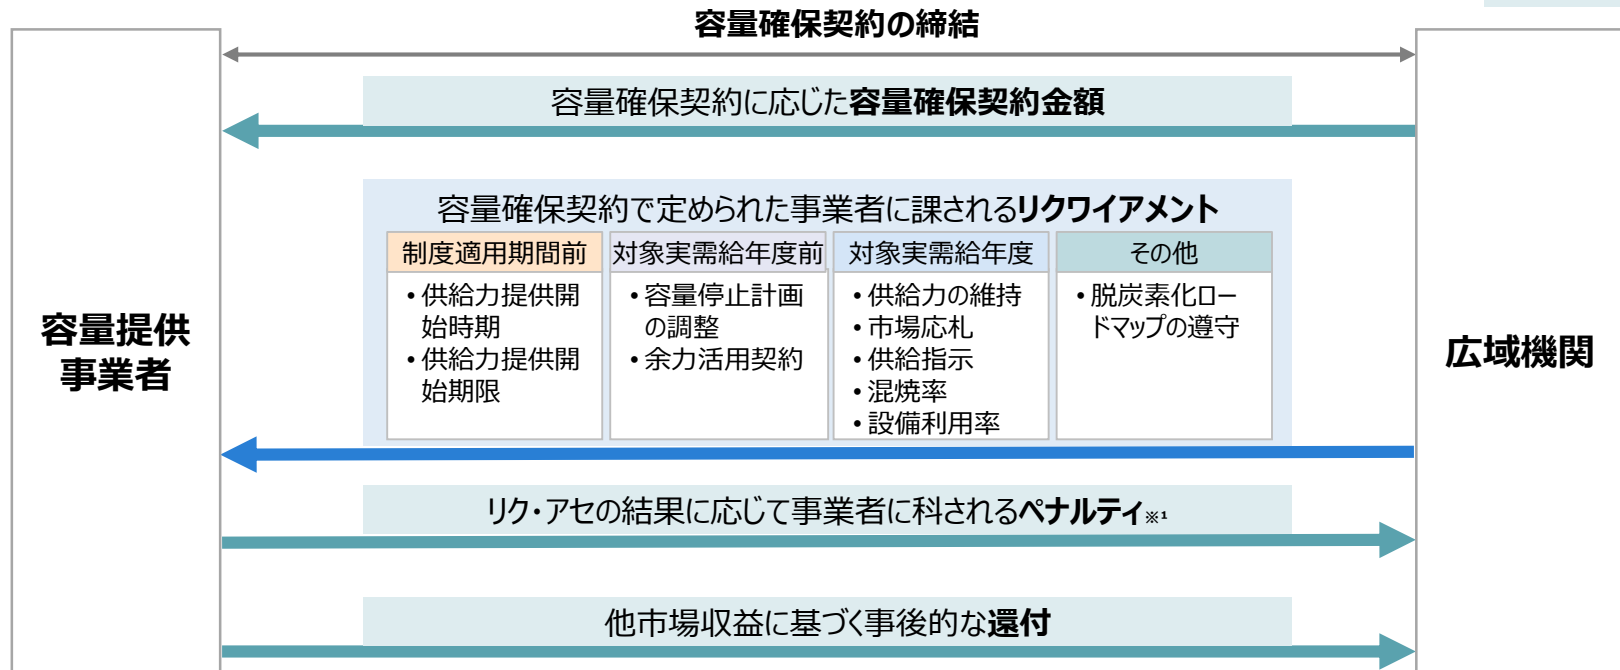 容量確保契約の締結
容量確保契約に応じた容量確保契約金額
容量確保契約で定められた事業者に課されるリクワイアメント
制度適用期間前
・供給力提供開
始時期
・供給力提供開
始期限
対象実需給年度前
・容量停止計画
の調整
・余力活用契約
対象実需給年度
・供給力の維持
・市場応札
・供給指示
・混焼率
・設備利用率
その他
・脱炭素化ロー
ドマップの遵守
容量提供
事業者
広域機関
リク・アセの結果に応じて事業者に科されるペナルティ※1
他市場収益に基づく事後的な還付